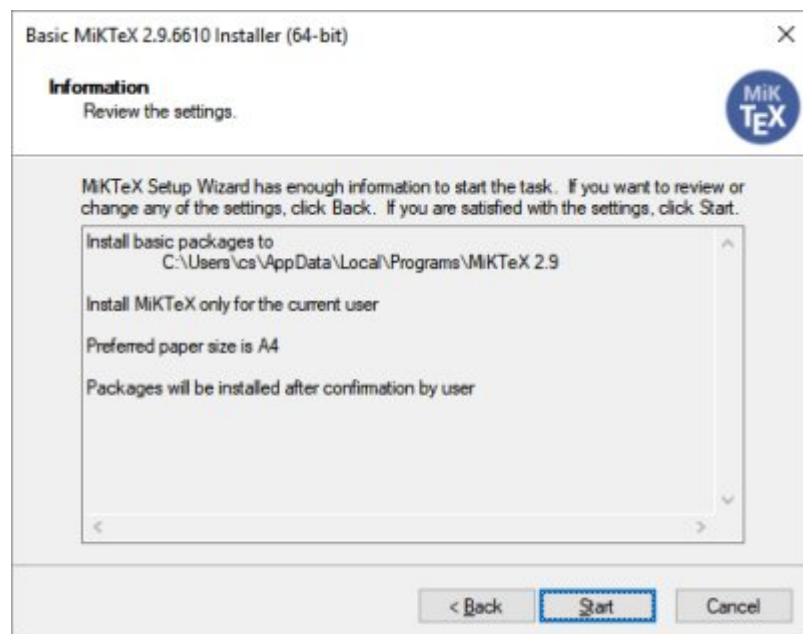 Basic MiKTeX 2.9.6610 Installer (64-bit)
Information
Review the settings.
MiK
TEX
MiKTeX Setup Wizard has enough information to start the task. If you want to review or
change any of the settings, click Back. If you are satisfied with the settings, click Start.
Install basic packages to
C:\Users\cs\AppData\Local\Programs\MiKTeX 2.9
Install MiKTeX only for the current user
Preferred paper size is A4
Packages will be installed after confirmation by user
< Back
Start
Cancel